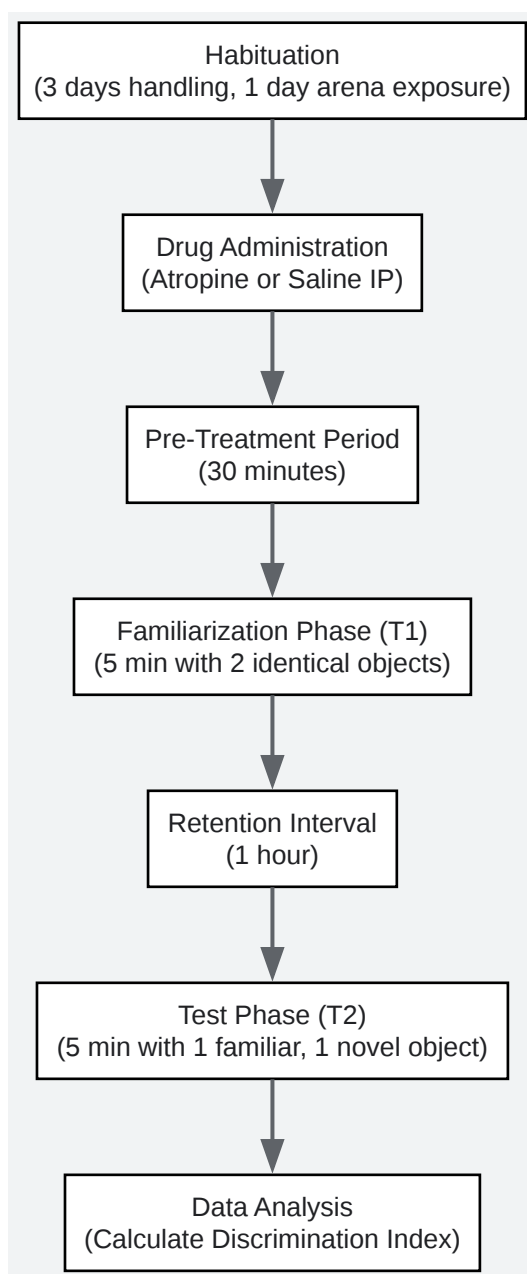 Habituation
(3 days handling, 1 day arena exposure)
Drug Administration
(Atropine or Saline IP)
Pre-Treatment Period
(30 minutes)
Familiarization Phase (T1)
(5 min with 2 identical objects)
Retention Interval
(1 hour)
Test Phase (T2)
(5 min with 1 familiar, 1 novel object)
Data Analysis
(Calculate Discrimination Index)